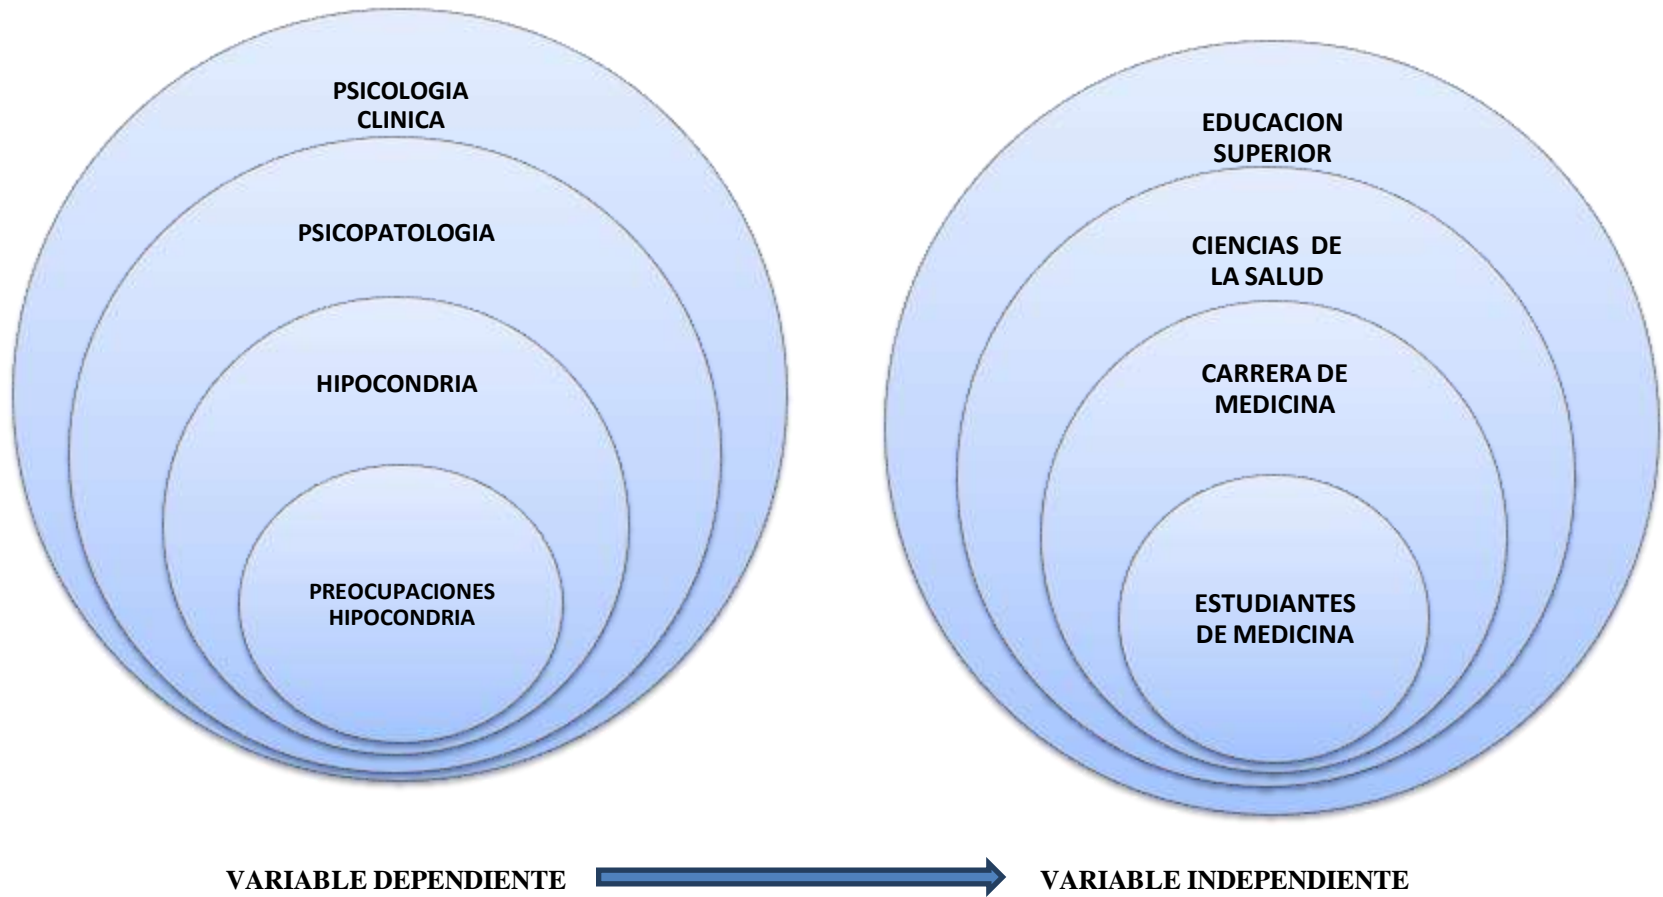 PSICOLOGIA
CLINICA
PSICOPATOLOGIA
HIPOCONDRIA
PREOCUPACIONES
HIPOCONDRIA
EDUCACION
SUPERIOR
CIENCIAS DE
LA SALUD
CARRERA DE
MEDICINA
ESTUDIANTES
DE MEDICINA
VARIABLE DEPENDIENTE
VARIABLE INDEPENDIENTE